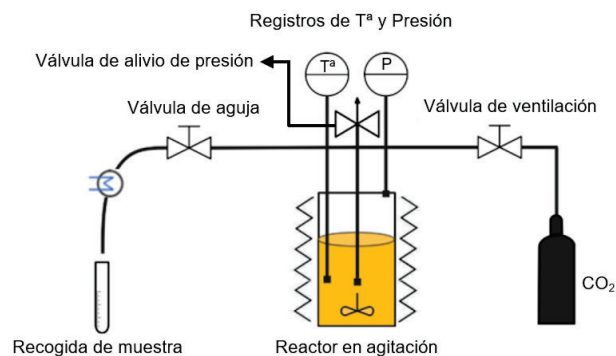 Registros de Tª y Presión
Válvula de alivio de presión
Tª
P
Válvula de aguja
Válvula de ventilación
CO₂
Recogida de muestra
Reactor en agitación